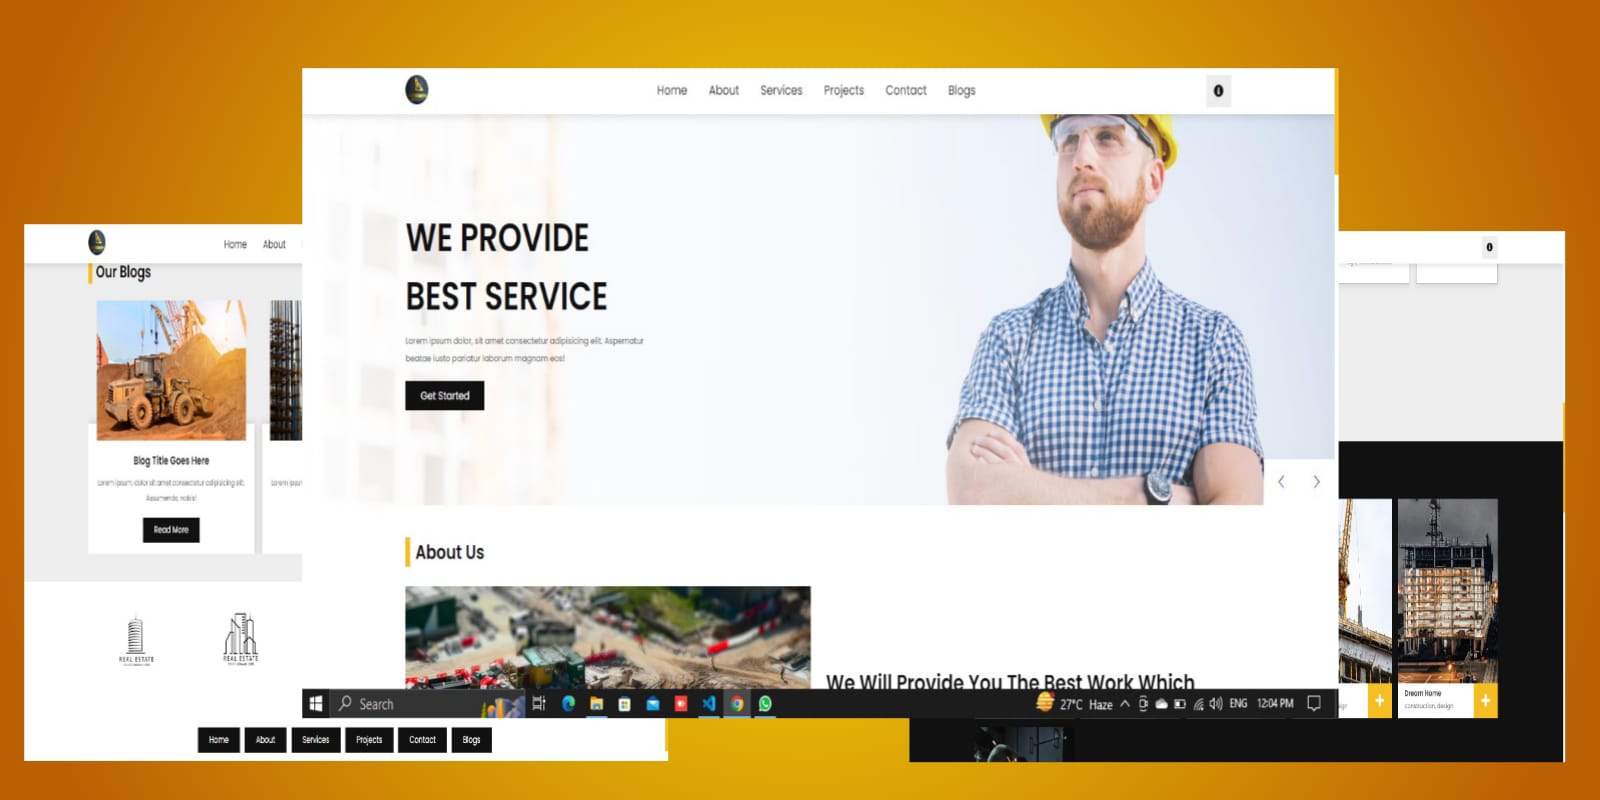 Home About Services Projects Contact Blogs
WE PROVIDE
BEST SERVICE
Lorem ipsum dolor, sit amet consectetur adipisicing elit. Aspernatur
beatae iusto pariatur laborum magnam eos!
Get Started
About Us
We Will Provide You The Best Work Which
Search
27°C Haze
ENG
12:04 PM
Home About
Our Blogs
Blog Title Goes Here
Lorem ipsum, dolor sit amet consectetur adipisicing elit.
Assumenda, nobis!
Read More
Lorem ipsu
REAL ESTATE
REAL ESTATE
Home About Services Projects Contact Blogs
Dream Home
construction, design